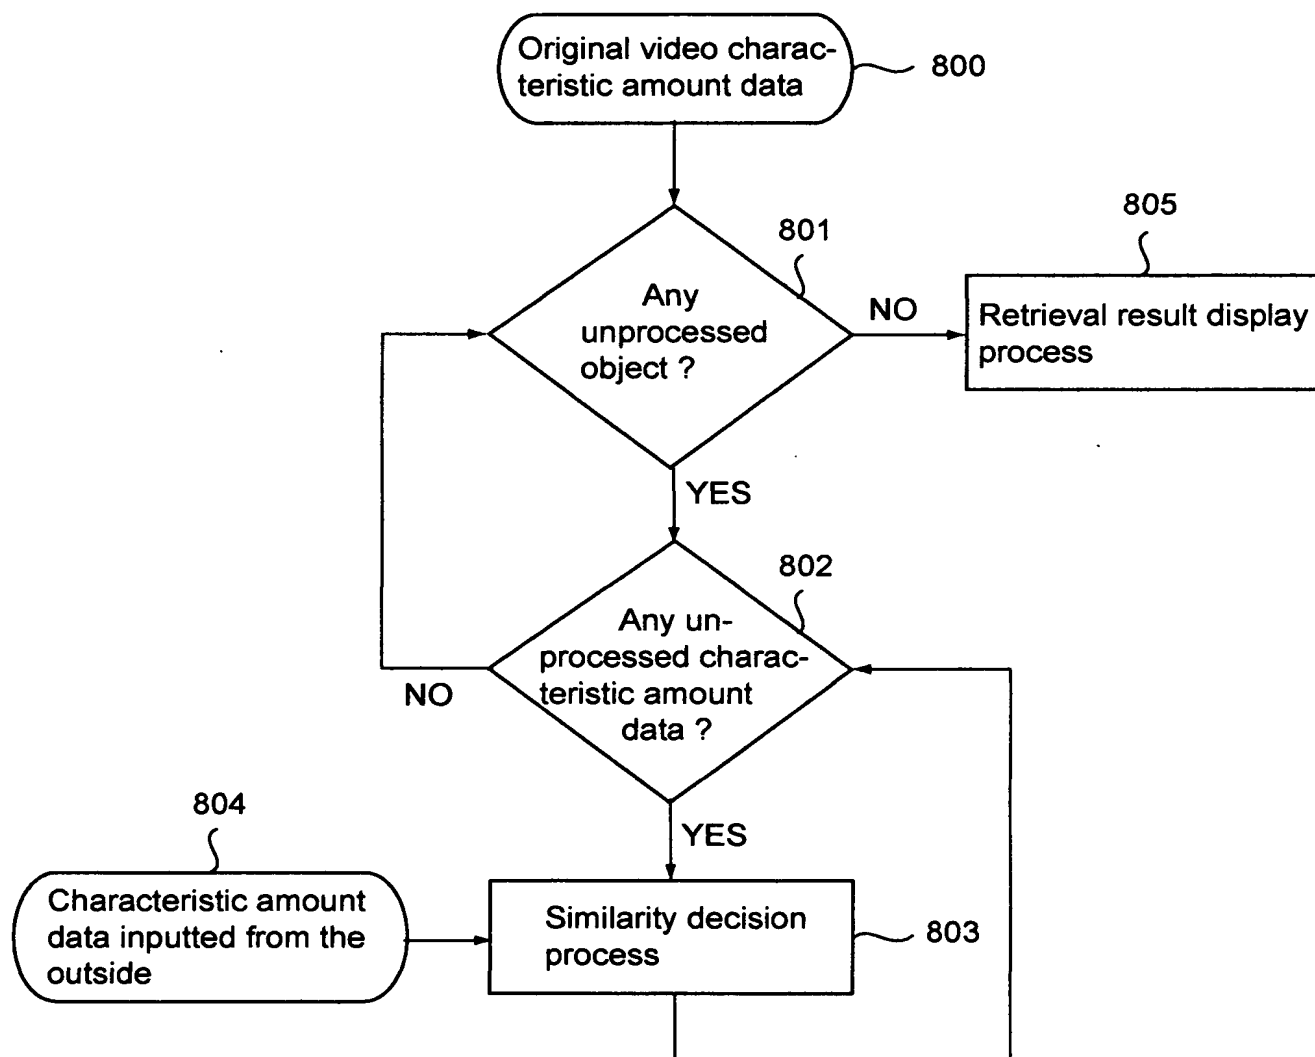 Original video charac-
teristic amount data
800
801
805
Any
unprocessed
object ?
NO
Retrieval result display
process
YES
802
Any un-
processed charac-
teristic amount
data ?
NO
804
YES
Characteristic amount
data inputted from the
outside
Similarity decision
process
803